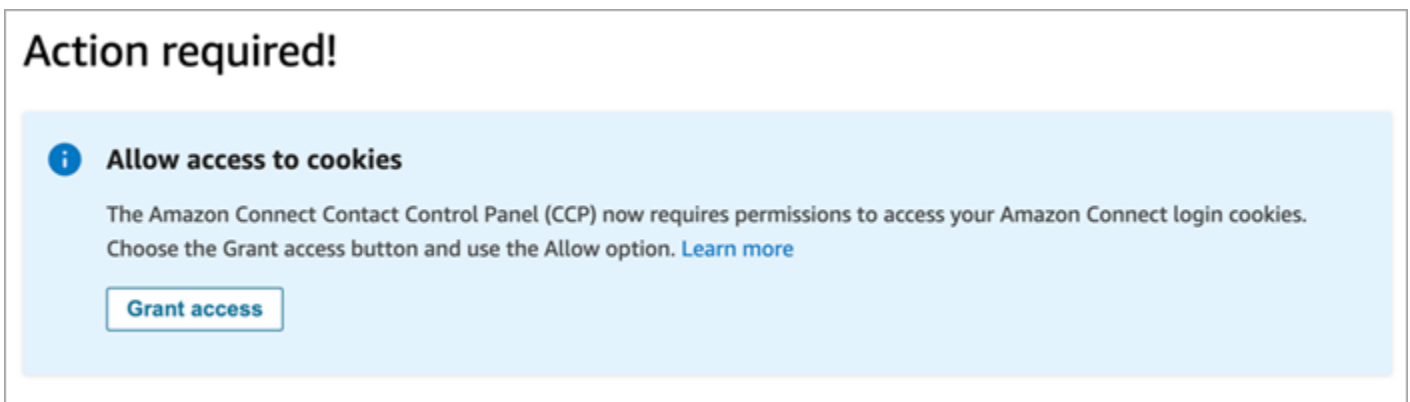 Action required!
Allow access to cookies
The Amazon Connect Contact Control Panel (CCP) now requires permissions to access your Amazon Connect login cookies.
Choose the Grant access button and use the Allow option. Learn more
Grant access